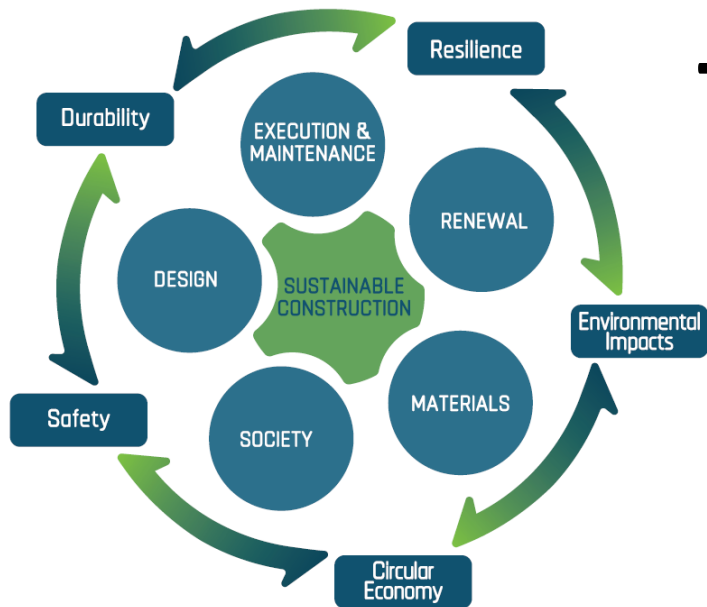 Resilience
Durability
EXECUTION &
MAINTENANCE
RENEWAL
DESIGN
SUSTAINABLE
CONSTRUCTION
Environmental
Impacts
MATERIALS
Safety
SOCIETY
Circular
Economy